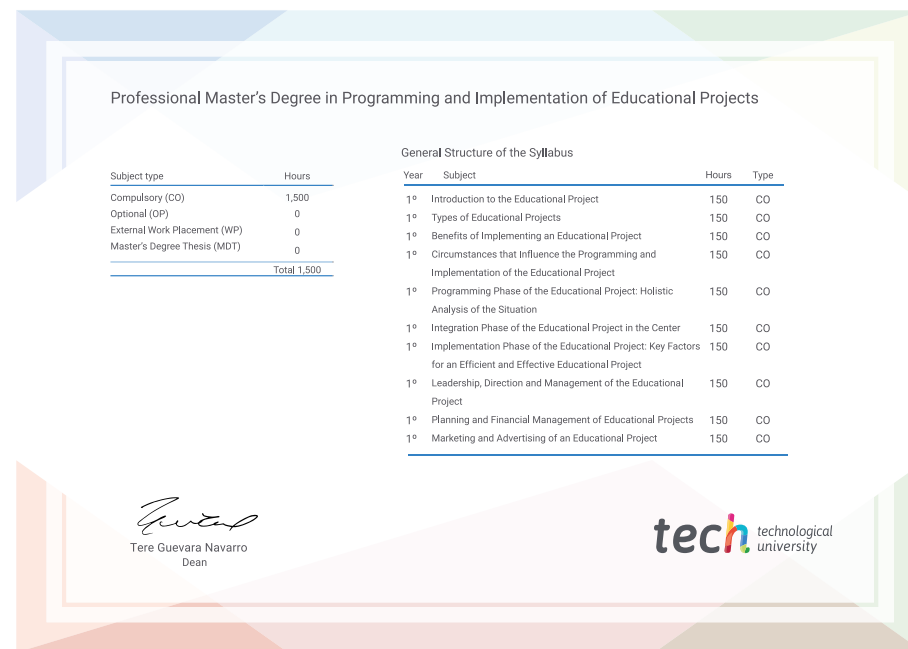 Professional Master's Degree in Programming and Implementation of Educational Projects
Subject type Hours
Compulsory (CO) 1,500
Optional (OP) 0
External Work Placement (WP) 0
Master's Degree Thesis (MDT) 0
Total 1,500
General Structure of the Syllabus
Year Subject Hours Type
1º Introduction to the Educational Project 150 CO
1º Types of Educational Projects 150 CO
1º Benefits of Implementing an Educational Project 150 CO
1º Circumstances that Influence the Programming and 150 CO
Implementation of the Educational Project
1º Programming Phase of the Educational Project: Holistic 150 CO
Analysis of the Situation
1º Integration Phase of the Educational Project in the Center 150 CO
1º Implementation Phase of the Educational Project: Key Factors 150 CO
for an Efficient and Effective Educational Project
1º Leadership, Direction and Management of the Educational 150 CO
Project
1º Planning and Financial Management of Educational Projects 150 CO
1º Marketing and Advertising of an Educational Project 150 CO
Tere Guevara Navarro
Dean
tech technological
university